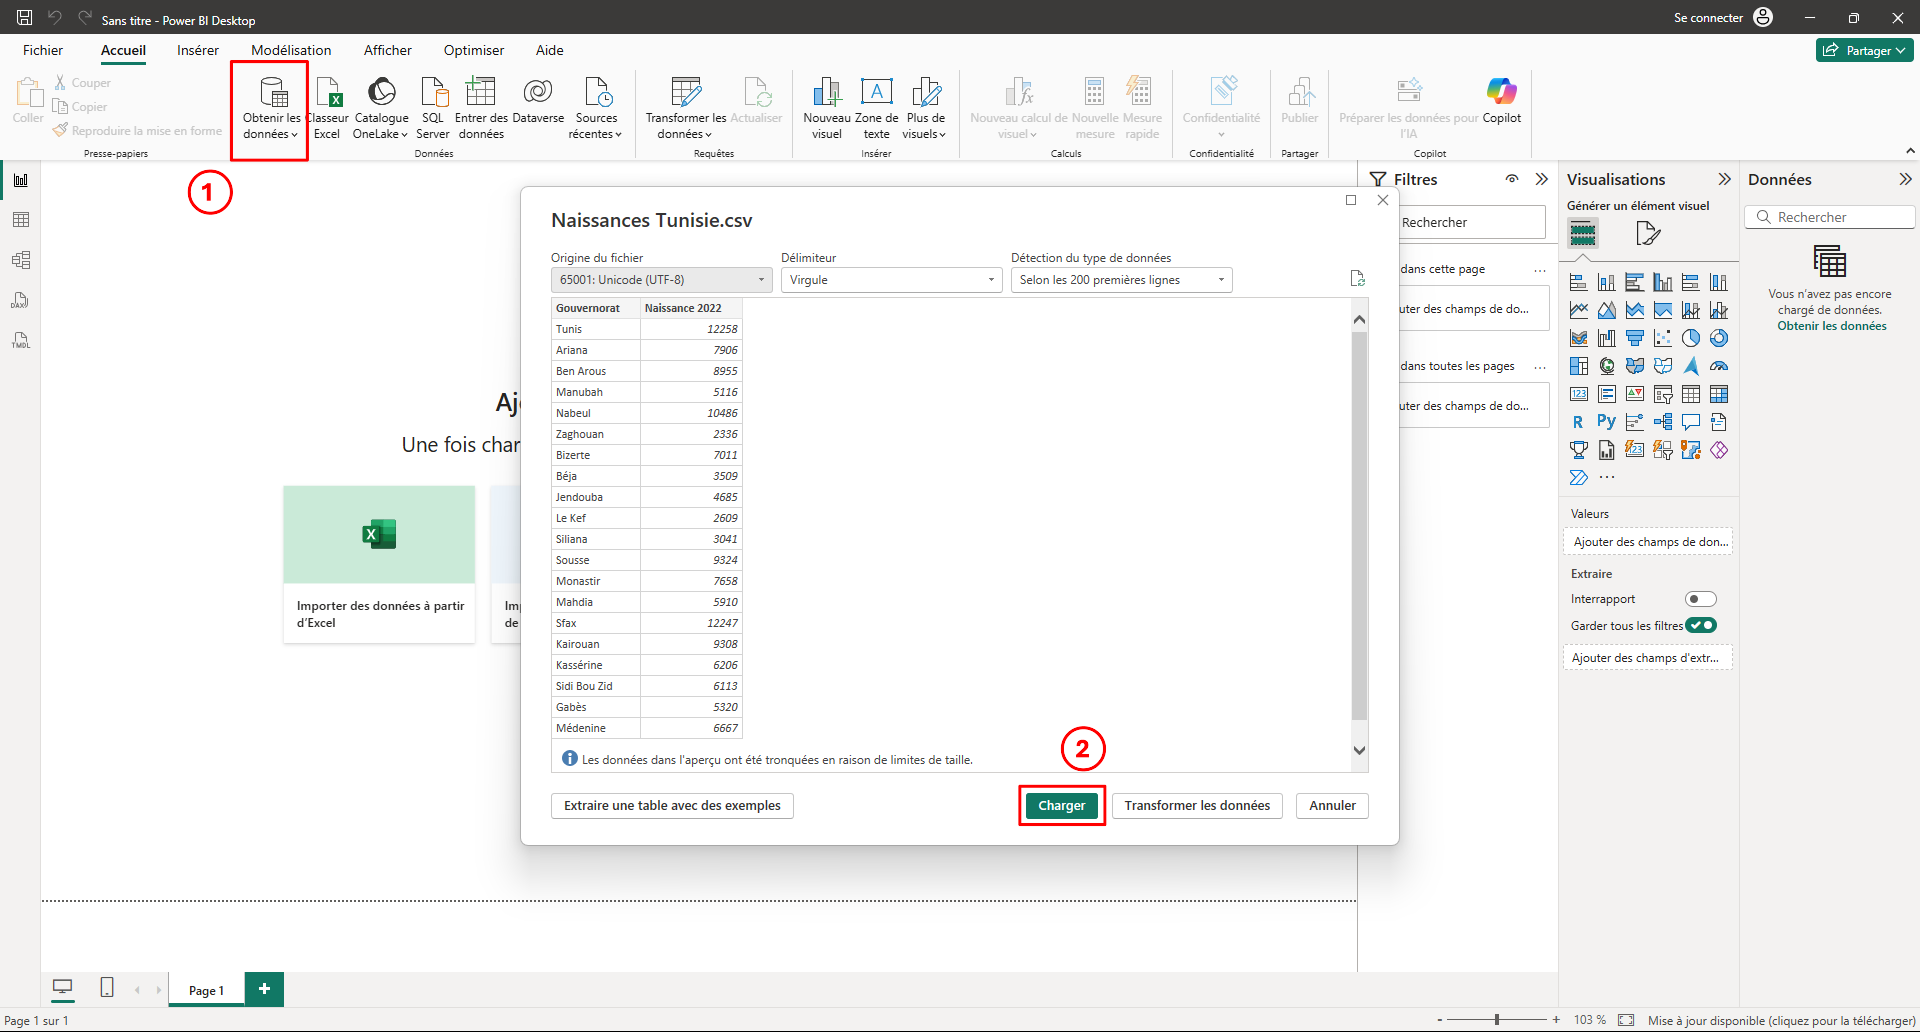 Sans titre - Power BI Desktop
Se connecter
Fichier
Accueil
Insérer
Modélisation
Afficher
Optimiser
Aide
Partager
Coller
Couper
Copier
Reproduire la mise en forme
Presse-papiers
Obtenir les données
Classeur Excel
Catalogue OneLake
SQL Server
Entrer des données
Dataverse
Sources récentes
Données
Transformer les données
Actualiser
Requêtes
Nouveau visuel
Zone de texte
Plus de visuels
Insérer
Nouveau calcul de visuel
Nouvelle mesure
Mesure rapide
Calculs
Confidentialité
Confidentialité
Publier
Partager
Préparer les données pour l'IA
Copilot
Copilot
1
DAX
TMDL
Ajo
Une fois char
Importer des données à partir
d'Excel
Im
de
Naissances Tunisie.csv
Origine du fichier
65001: Unicode (UTF-8)
Délimiteur
Virgule
Détection du type de données
Selon les 200 premières lignes
Gouvernorat Naissance 2022
Tunis 12258
Ariana 7906
Ben Arous 8955
Manubah 5116
Nabeul 10486
Zaghouan 2336
Bizerte 7011
Béja 3509
Jendouba 4685
Le Kef 2609
Siliana 3041
Sousse 9324
Monastir 7658
Mahdia 5910
Sfax 12247
Kairouan 9308
Kassérine 6206
Sidi Bou Zid 6113
Gabès 5320
Médenine 6667
Les données dans l'aperçu ont été tronquées en raison de limites de taille.
2
Extraire une table avec des exemples
Charger
Transformer les données
Annuler
Filtres
Rechercher
dans cette page
...
uter des champs de do...
dans toutes les pages
...
uter des champs de do...
Visualisations
Générer un élément visuel
123
R
Py
123
...
Valeurs
Ajouter des champs de don...
Extraire
Interrapport
Garder tous les filtres
Ajouter des champs d'extr...
Données
Rechercher
Vous n'avez pas encore
chargé de données.
Obtenir les données
Page 1
+
Page 1 sur 1
- + 103 %
Mise à jour disponible (cliquez pour la télécharger)